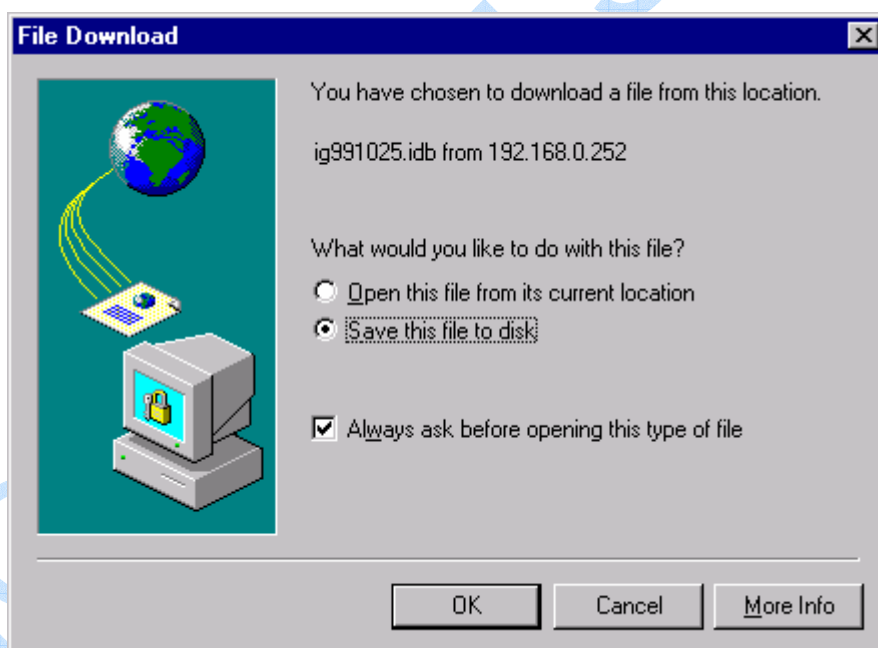 File Download
You have chosen to download a file from this location.
ig991025.idb from 192.168.0.252
What would you like to do with this file?
Open this file from its current location
Save this file to disk
Always ask before opening this type of file
OK
Cancel
More Info